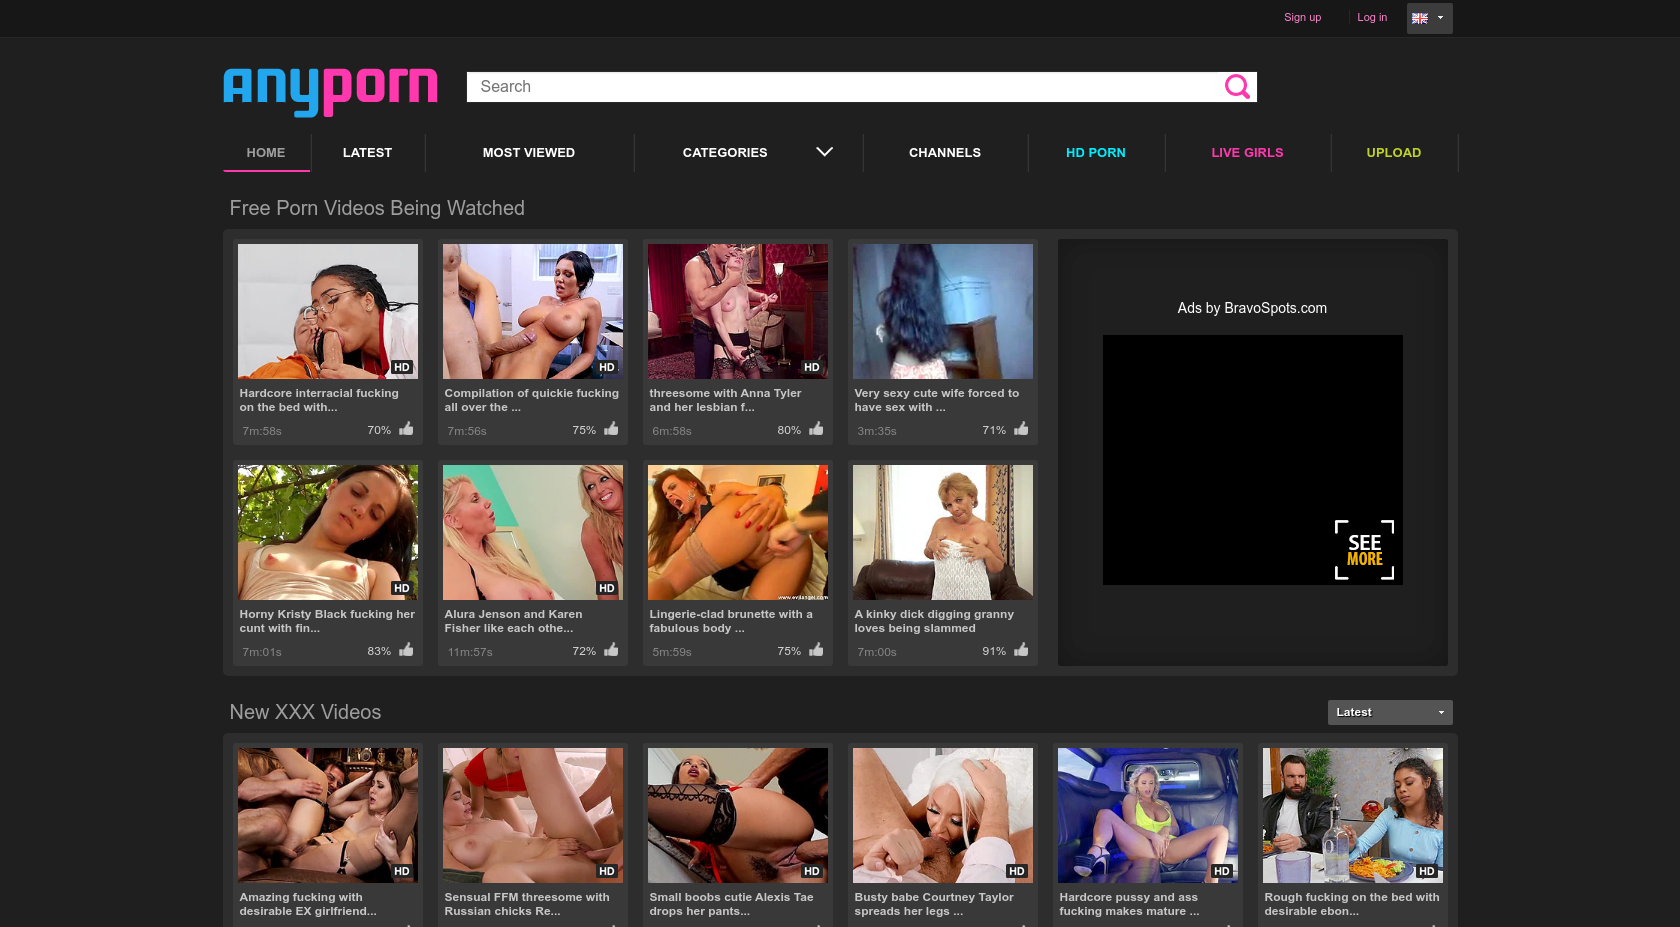 Sign up
Log in
anyporn
Search
HOME
LATEST
MOST VIEWED
CATEGORIES
CHANNELS
HD PORN
LIVE GIRLS
UPLOAD
Free Porn Videos Being Watched
HD
HD
HD
Hardcore interracial fucking
on the bed with...
7m:58s
70%
Compilation of quickie fucking
all over the ...
7m:56s
75%
threesome with Anna Tyler
and her lesbian f...
6m:58s
80%
Very sexy cute wife forced to
have sex with ...
3m:35s
71%
Ads by BravoSpots.com
SEE
MORE
HD
HD
www.evilangel.com
Horny Kristy Black fucking her
cunt with fin...
7m:01s
83%
Alura Jenson and Karen
Fisher like each othe...
11m:57s
72%
Lingerie-clad brunette with a
fabulous body ...
5m:59s
75%
A kinky dick digging granny
loves being slammed
7m:00s
91%
New XXX Videos
Latest
HD
HD
HD
HD
HD
HD
Amazing fucking with
desirable EX girlfriend...
Sensual FFM threesome with
Russian chicks Re...
Small boobs cutie Alexis Tae
drops her pants...
Busty babe Courtney Taylor
spreads her legs ...
Hardcore pussy and ass
fucking makes mature ...
Rough fucking on the bed with
desirable ebon...